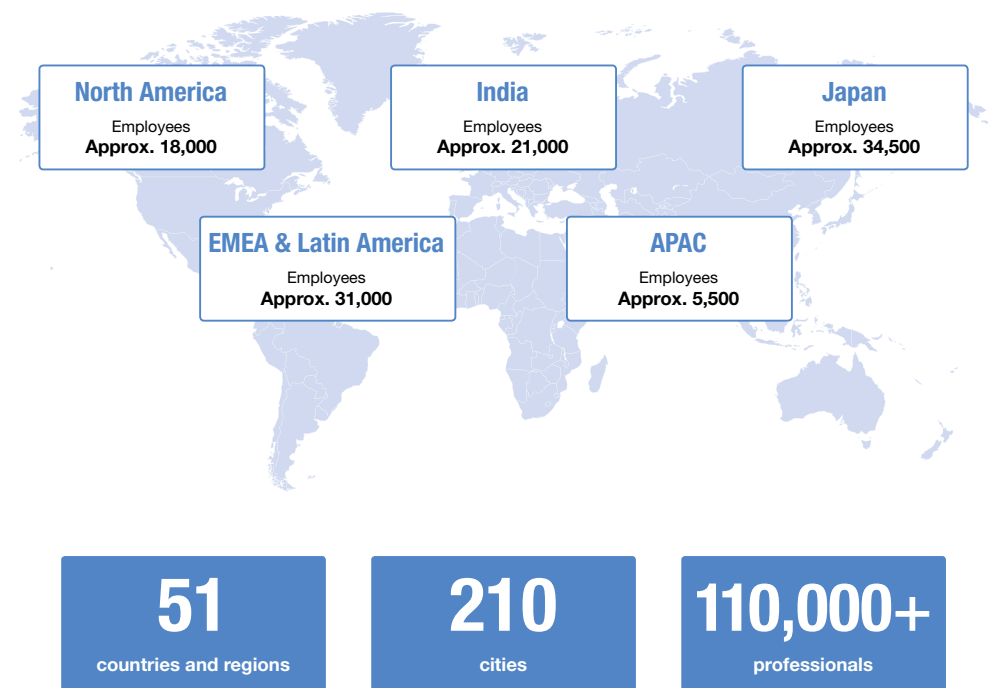 North America
Employees
Approx. 18,000
India
Employees
Approx. 21,000
Japan
Employees
Approx. 34,500
EMEA & Latin America
Employees
Approx. 31,000
APAC
Employees
Approx. 5,500
51
countries and regions
210
cities
110,000+
professionals